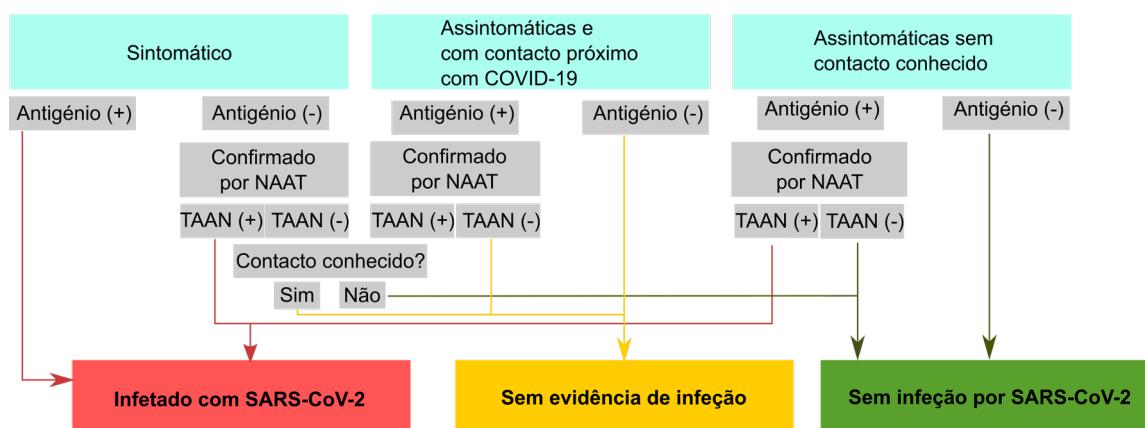 Sintomático
Assintomáticas e
com contacto próximo
com COVID-19
Assintomáticas sem
contacto conhecido
Antigénio (+)
Antigénio (-)
Antigénio (+)
Antigénio (-)
Antigénio (+)
Antigénio (-)
Confirmado
por NAAT
Confirmado
por NAAT
Confirmado
por NAAT
TAAN (+)
TAAN (-)
TAAN (+)
TAAN (-)
TAAN (+)
TAAN (-)
Contacto conhecido?
Sim
Não
Infetado com SARS-CoV-2
Sem evidência de infeção
Sem infeção por SARS-CoV-2